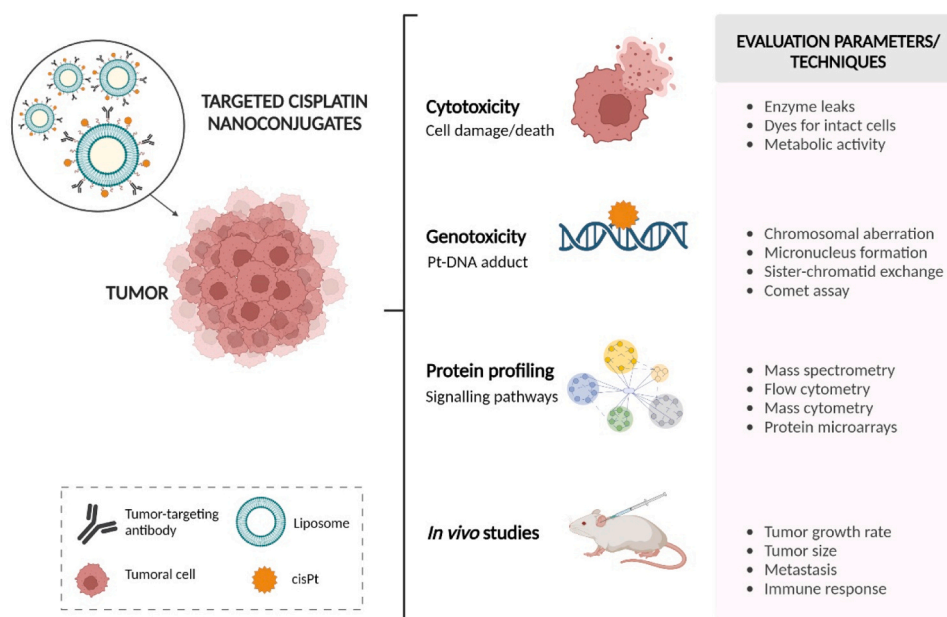 TARGETED CISPLATIN
NANOCONJUGATES
TUMOR
Tumor-targeting
antibody
Liposome
Tumoral cell
cisPt
EVALUATION PARAMETERS/
TECHNIQUES
Cytotoxicity
Cell damage/death
• Enzyme leaks
• Dyes for intact cells
• Metabolic activity
Genotoxicity
Pt-DNA adduct
• Chromosomal aberration
• Micronucleus formation
• Sister-chromatid exchange
• Comet assay
Protein profiling
Signalling pathways
• Mass spectrometry
• Flow cytometry
• Mass cytometry
• Protein microarrays
In vivo studies
• Tumor growth rate
• Tumor size
• Metastasis
• Immune response